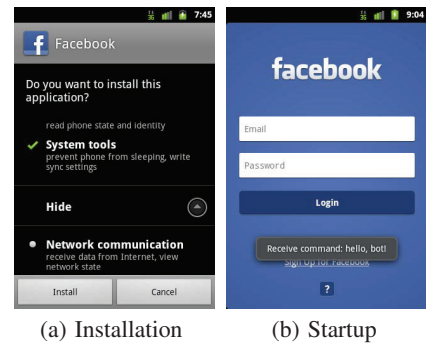 3G 7:45
Facebook
Do you want to install this
application?
read phone state and identity
System tools
prevent phone from sleeping, write
sync settings
Hide
Network communication
receive data from Internet, view
network state
Install Cancel
(a) Installation
3G 9:04
facebook
Email
Password
Login
Receive command: hello, bot!
Sign Up for Facebook
?
(b) Startup